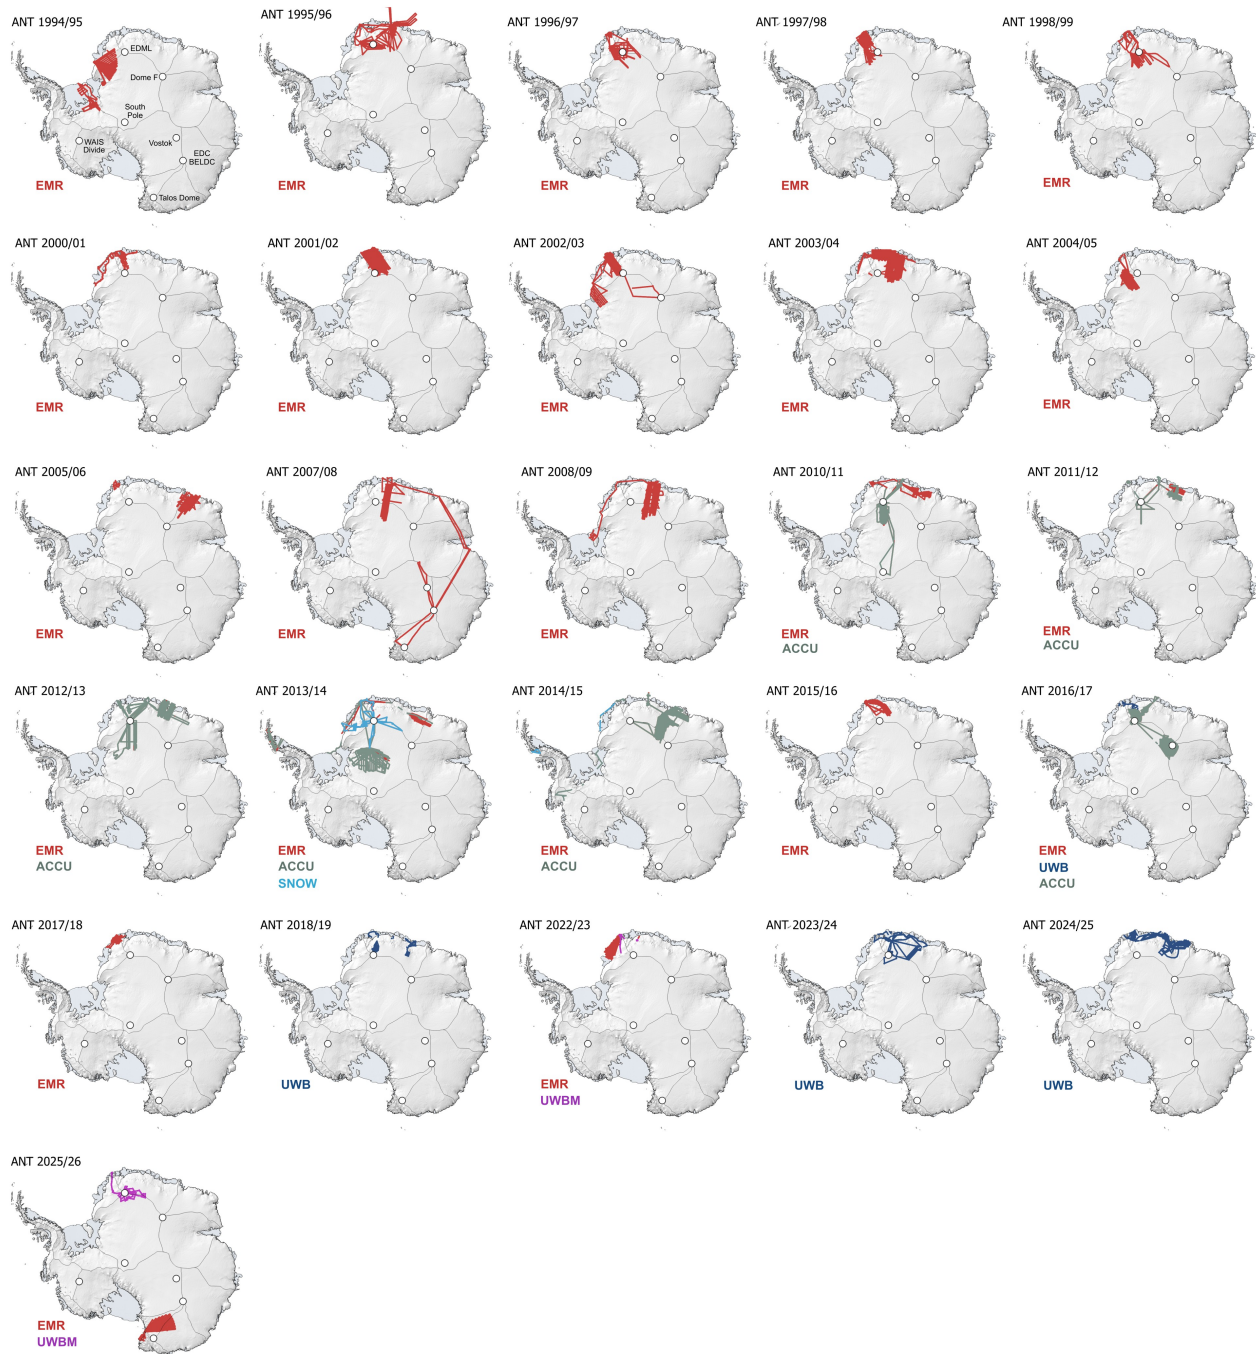 ANT 1994/95
EDML
Dome F
South
Pole
WAIS
Divide
Vostok
EDC
BELDC
EMR
Talos Dome
ANT 1995/96
EMR
ANT 1996/97
EMR
ANT 1997/98
EMR
ANT 1998/99
EMR
ANT 2000/01
EMR
ANT 2001/02
EMR
ANT 2002/03
EMR
ANT 2003/04
EMR
ANT 2004/05
EMR
ANT 2005/06
EMR
ANT 2007/08
EMR
ANT 2008/09
EMR
ANT 2010/11
EMR
ACCU
ANT 2011/12
EMR
ACCU
ANT 2012/13
EMR
ACCU
ANT 2013/14
EMR
ACCU
SNOW
ANT 2014/15
EMR
ACCU
ANT 2015/16
EMR
ANT 2016/17
EMR
UWB
ACCU
ANT 2017/18
EMR
ANT 2018/19
UWB
ANT 2022/23
EMR
UWBM
ANT 2023/24
UWB
ANT 2024/25
UWB
ANT 2025/26
EMR
UWBM